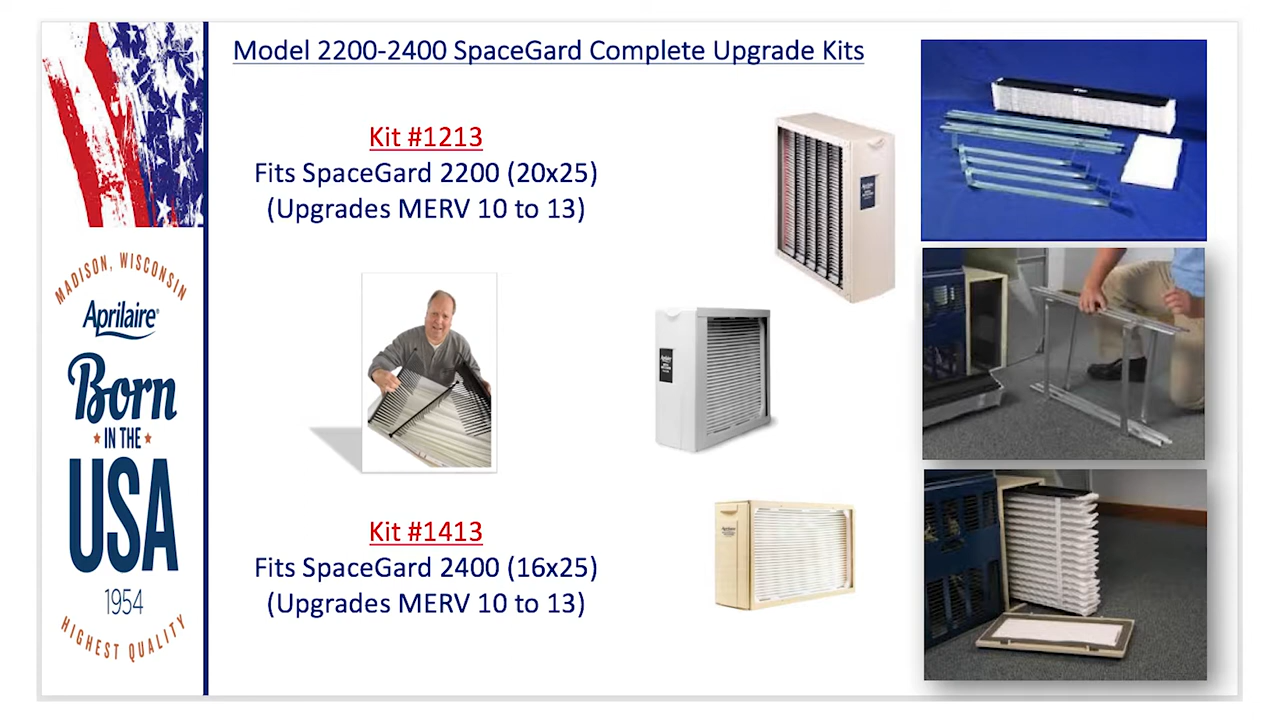 Model 2200-2400 SpaceGard Complete Upgrade Kits
Kit #1213
Fits SpaceGard 2200 (20x25)
(Upgrades MERV 10 to 13)
Kit #1413
Fits SpaceGard 2400 (16x25)
(Upgrades MERV 10 to 13)
MADISON, WISCONSIN
Aprilaire®
Born
IN THE
USA
1954
HIGHEST QUALITY